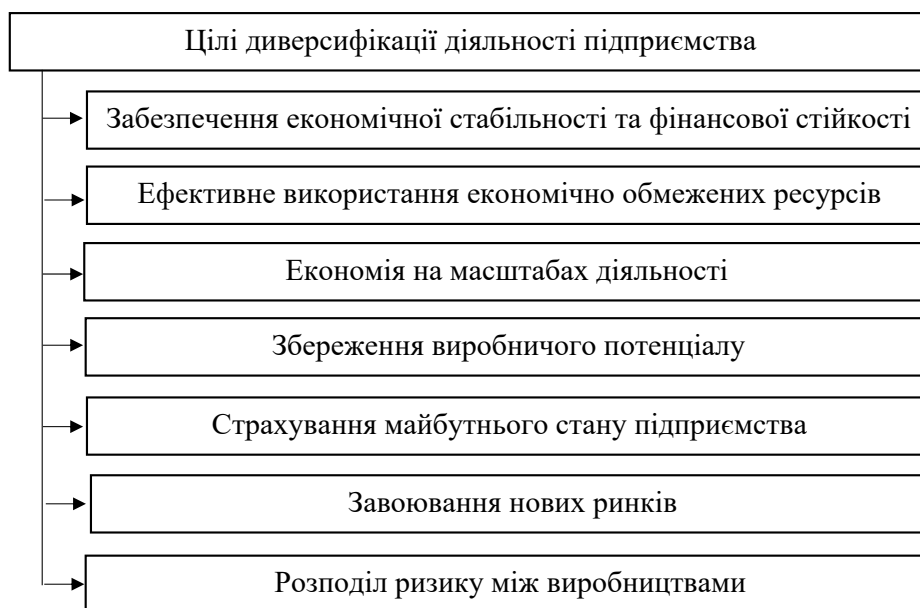 Цілі диверсифікації діяльності підприємства
Забезпечення економічної стабільності та фінансової стійкості
Ефективне використання економічно обмежених ресурсів
Економія на масштабах діяльності
Збереження виробничого потенціалу
Страхування майбутнього стану підприємства
Завоювання нових ринків
Розподіл ризику між виробництвами